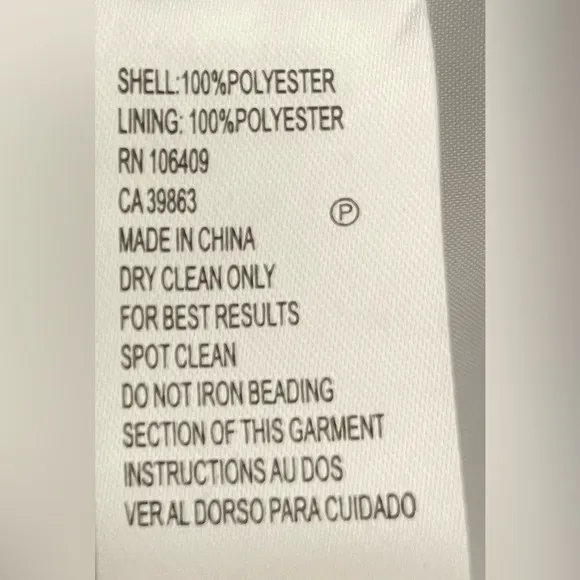 SHELL:100%POLYESTER
LINING: 100%POLYESTER
RN 106409
CA 39863
Ⓟ
MADE IN CHINA
DRY CLEAN ONLY
FOR BEST RESULTS
SPOT CLEAN
DO NOT IRON BEADING
SECTION OF THIS GARMENT
INSTRUCTIONS AU DOS
VER AL DORSO PARA CUIDADO